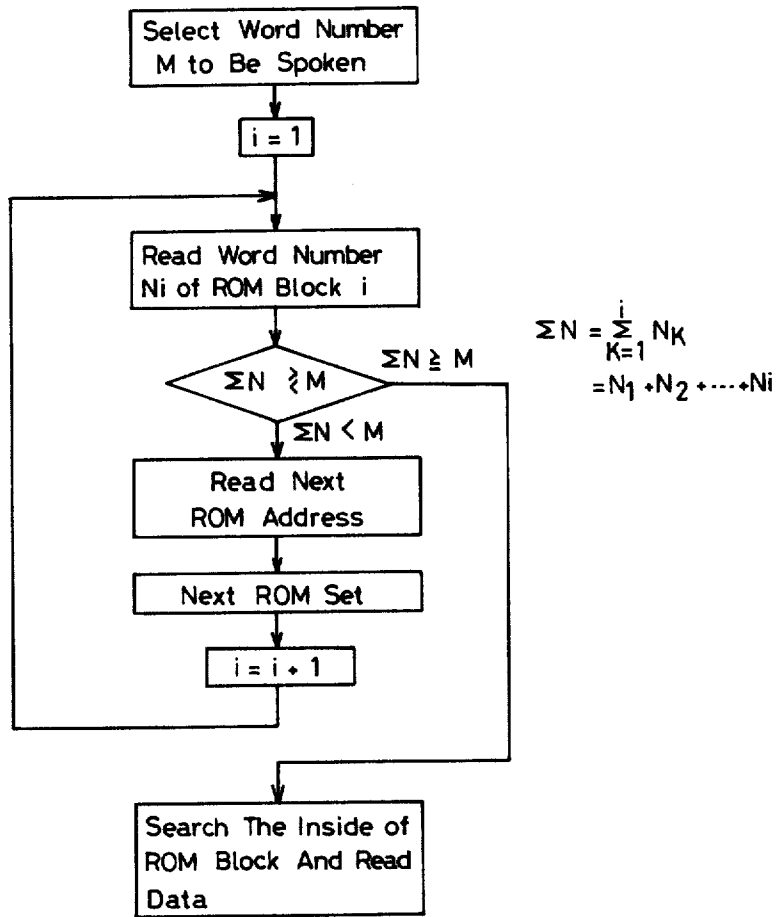 Select Word Number
M to Be Spoken
i = 1
Read Word Number
Ni of ROM Block i
ΣN ≷ M
ΣN ≧ M
ΣN < M
Read Next
ROM Address
Next ROM Set
i = i + 1
Search The Inside of
ROM Block And Read
Data
i
ΣN = Σ NK
K=1
= N1 + N2 + ···· + Ni